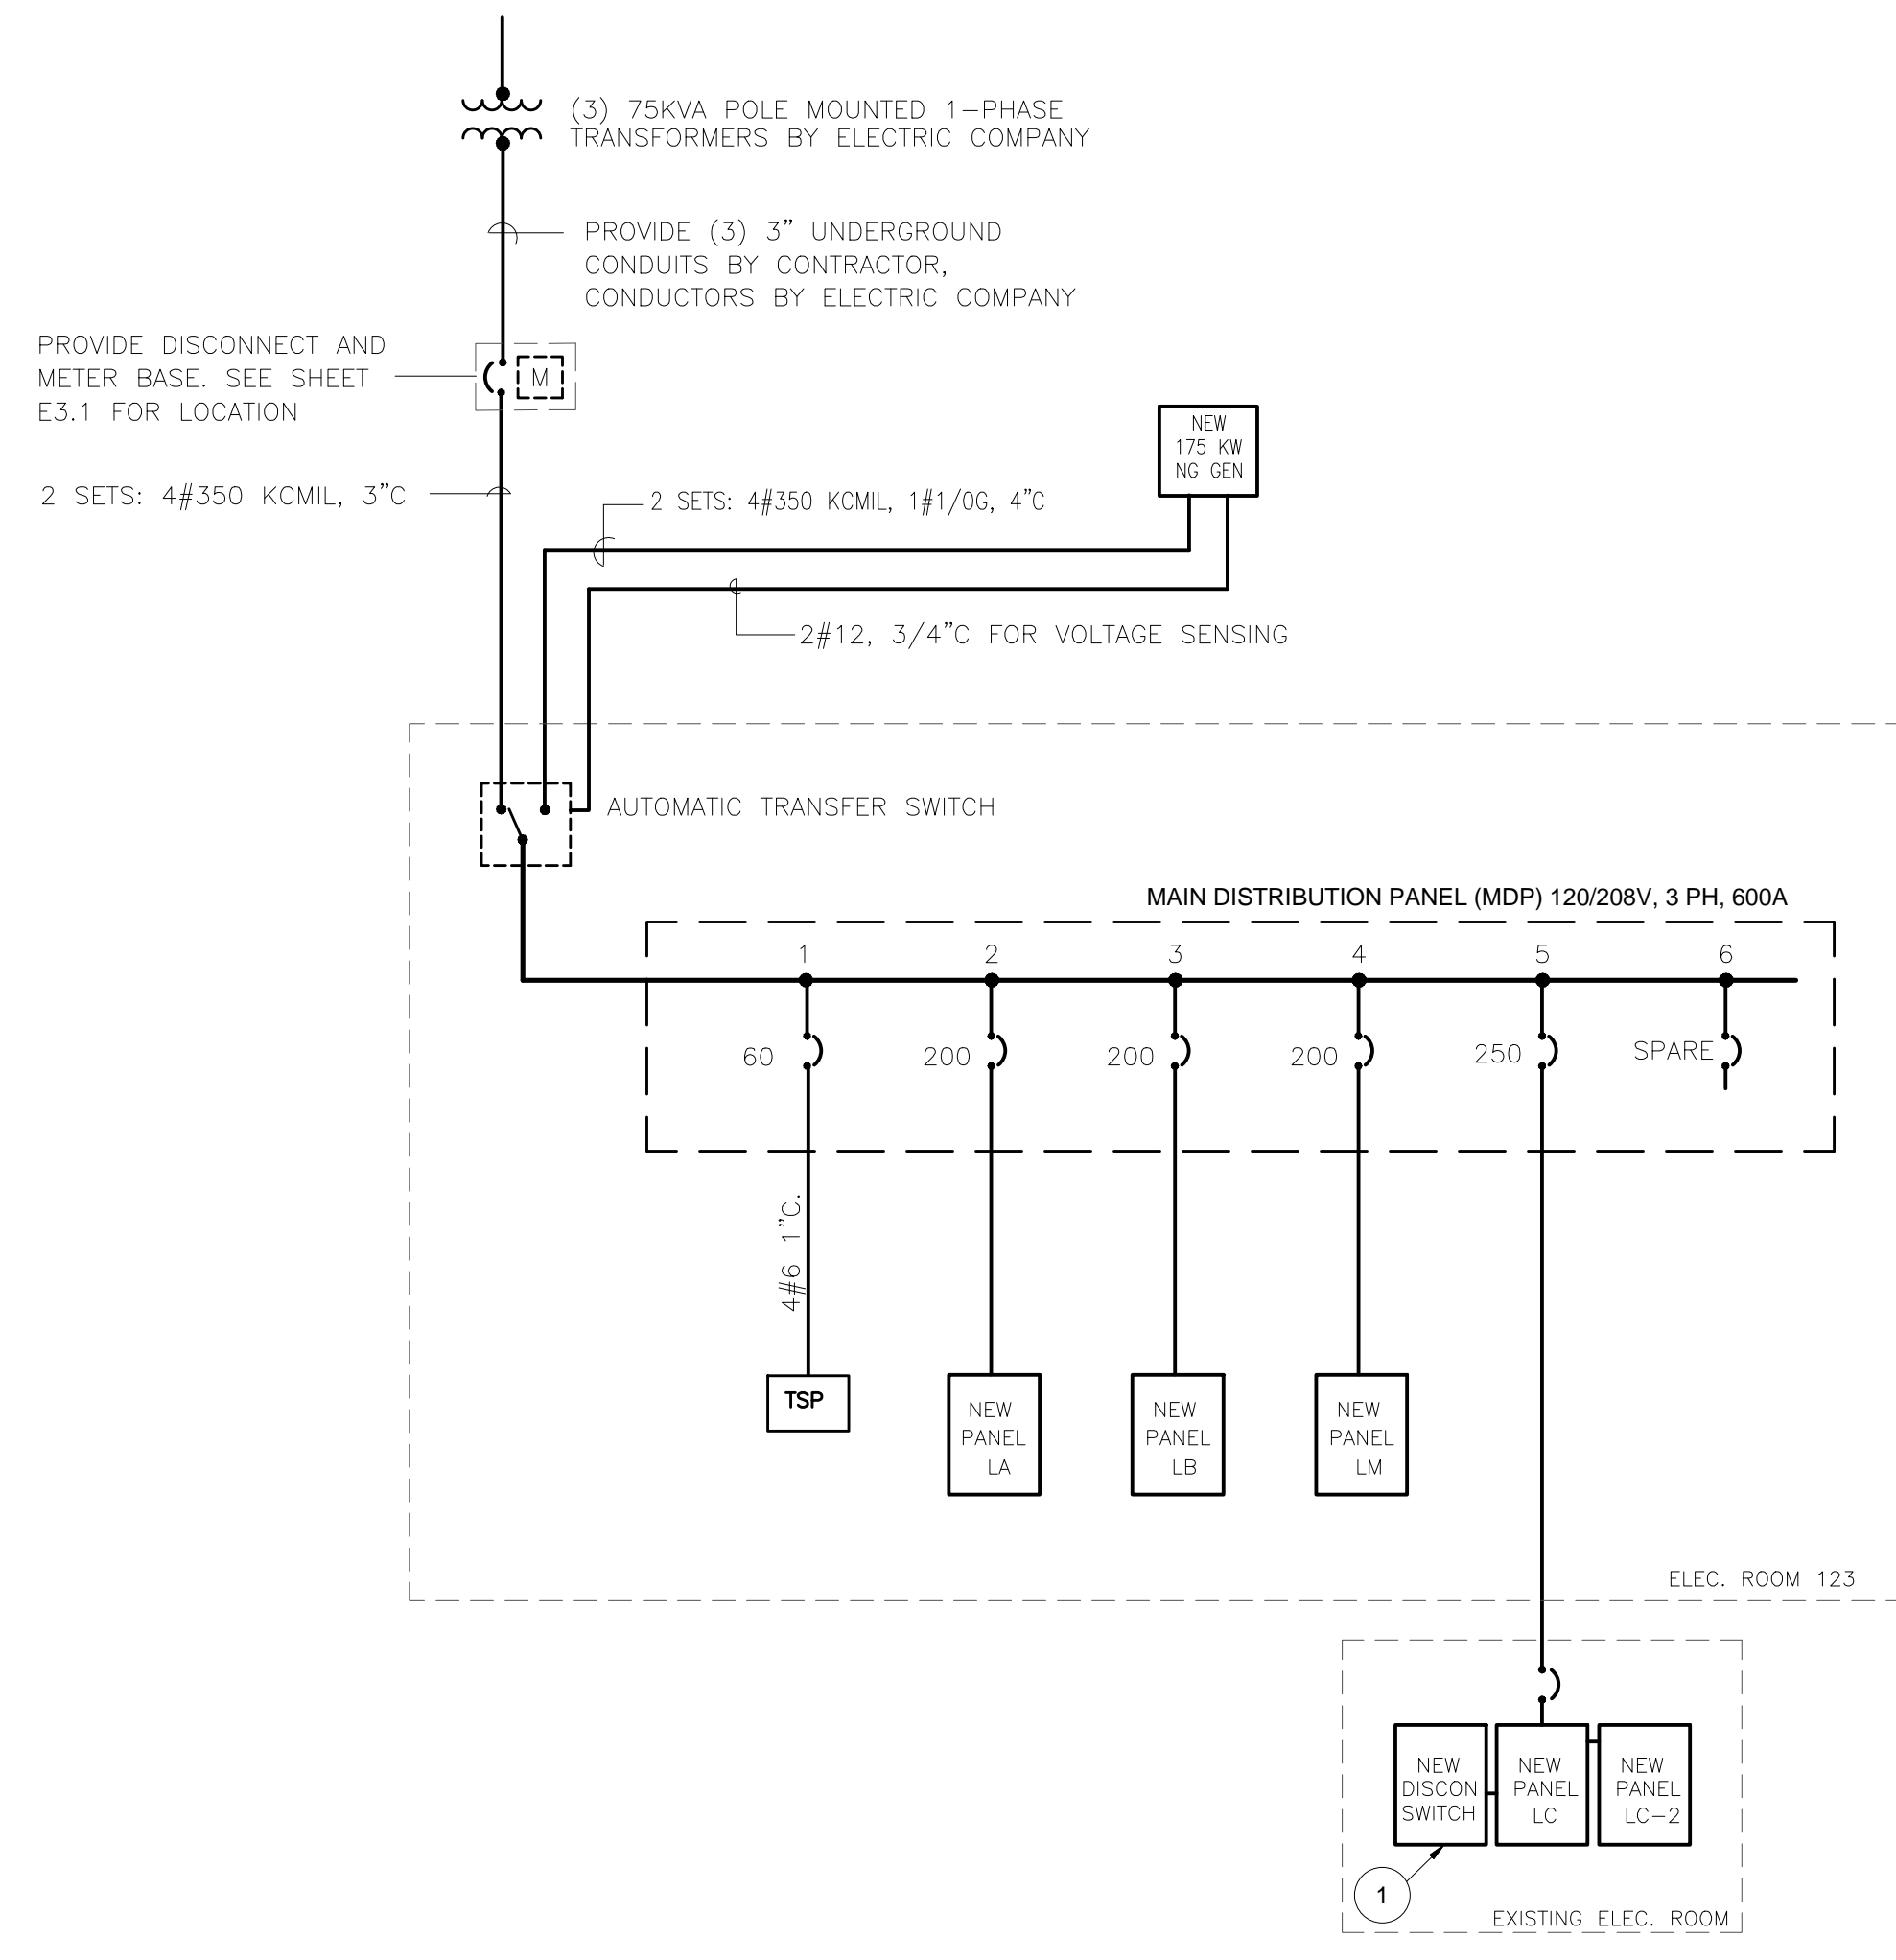 (3) 75KVA POLE MOUNTED 1-PHASE
TRANSFORMERS BY ELECTRIC COMPANY
PROVIDE (3) 3" UNDERGROUND
CONDUITS BY CONTRACTOR,
CONDUCTORS BY ELECTRIC COMPANY
PROVIDE DISCONNECT AND
METER BASE. SEE SHEET
E3.1 FOR LOCATION
M
NEW
175 KW
NG GEN
2 SETS: 4#350 KCMIL, 3"C
2 SETS: 4#350 KCMIL, 1#1/0G, 4"C
2#12, 3/4"C FOR VOLTAGE SENSING
AUTOMATIC TRANSFER SWITCH
MAIN DISTRIBUTION PANEL (MDP) 120/208V, 3 PH, 600A
1 2 3 4 5 6
60 200 200 200 250 SPARE
4#6 1"C.
TSP
NEW
PANEL
LA
NEW
PANEL
LB
NEW
PANEL
LM
ELEC. ROOM 123
NEW
DISCON
SWITCH
NEW
PANEL
LC
NEW
PANEL
LC-2
1
EXISTING ELEC. ROOM